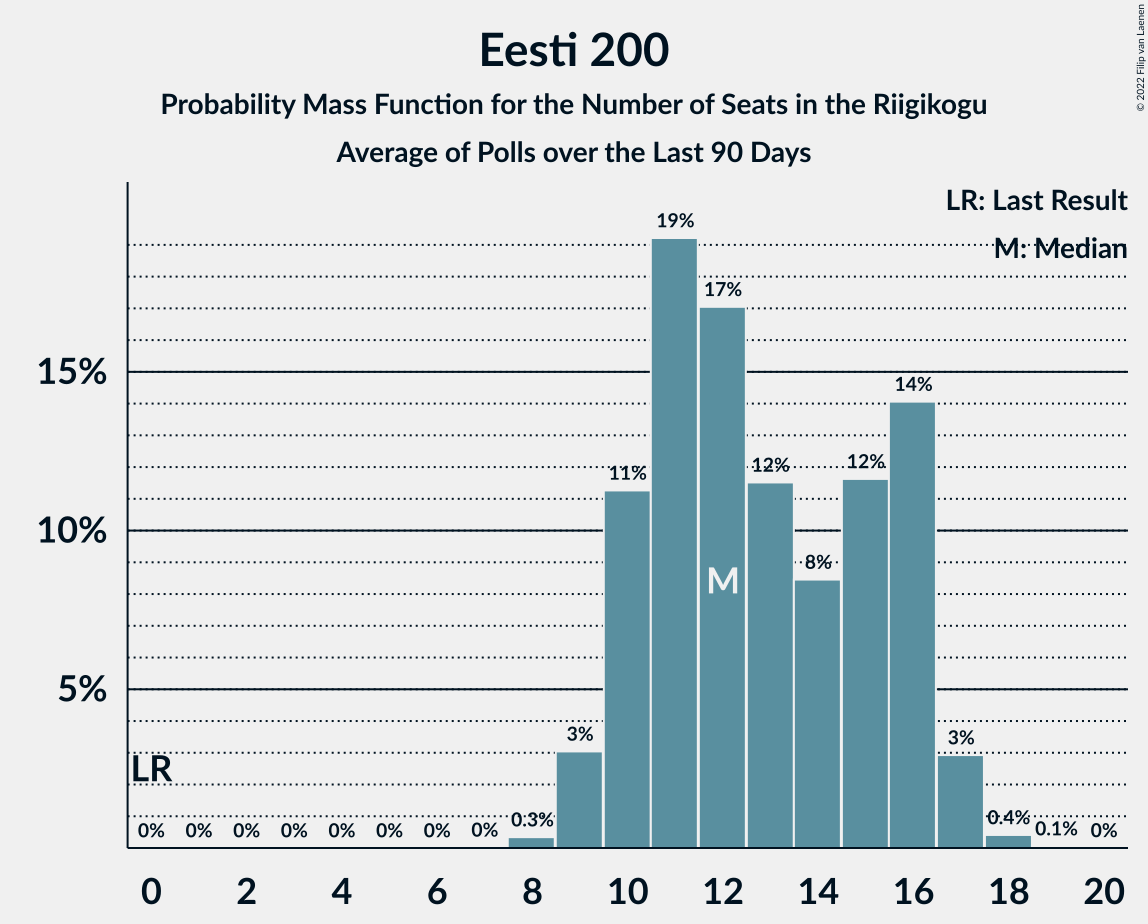 Eesti 200
Probability Mass Function for the Number of Seats in the Riigikogu
Average of Polls over the Last 90 Days
© 2022 Filip van Laenen
LR: Last Result
M: Median
19%
17%
15%
14%
12%
12%
11%
10%
8%
M
5%
3%
3%
LR
0% 0% 0% 0% 0% 0% 0% 0% 0.3% 0.4% 0.1% 0%
0 2 4 6 8 10 12 14 16 18 20